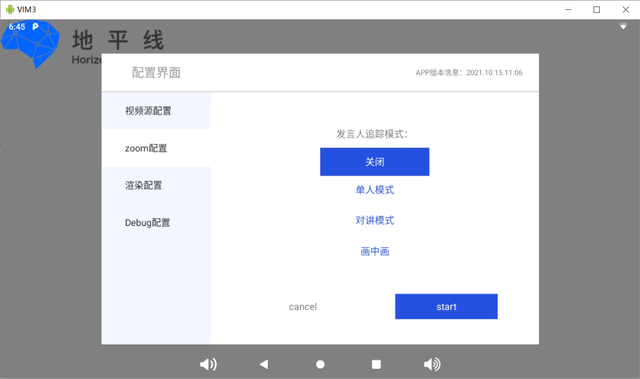 VIM3
6:45
地平线
Horiz
配置界面
APP版本信息：2021.10.15.11.06
视频源配置
zoom配置
渲染配置
Debug配置
发言人追踪模式：
关闭
单人模式
对讲模式
画中画
cancel
start